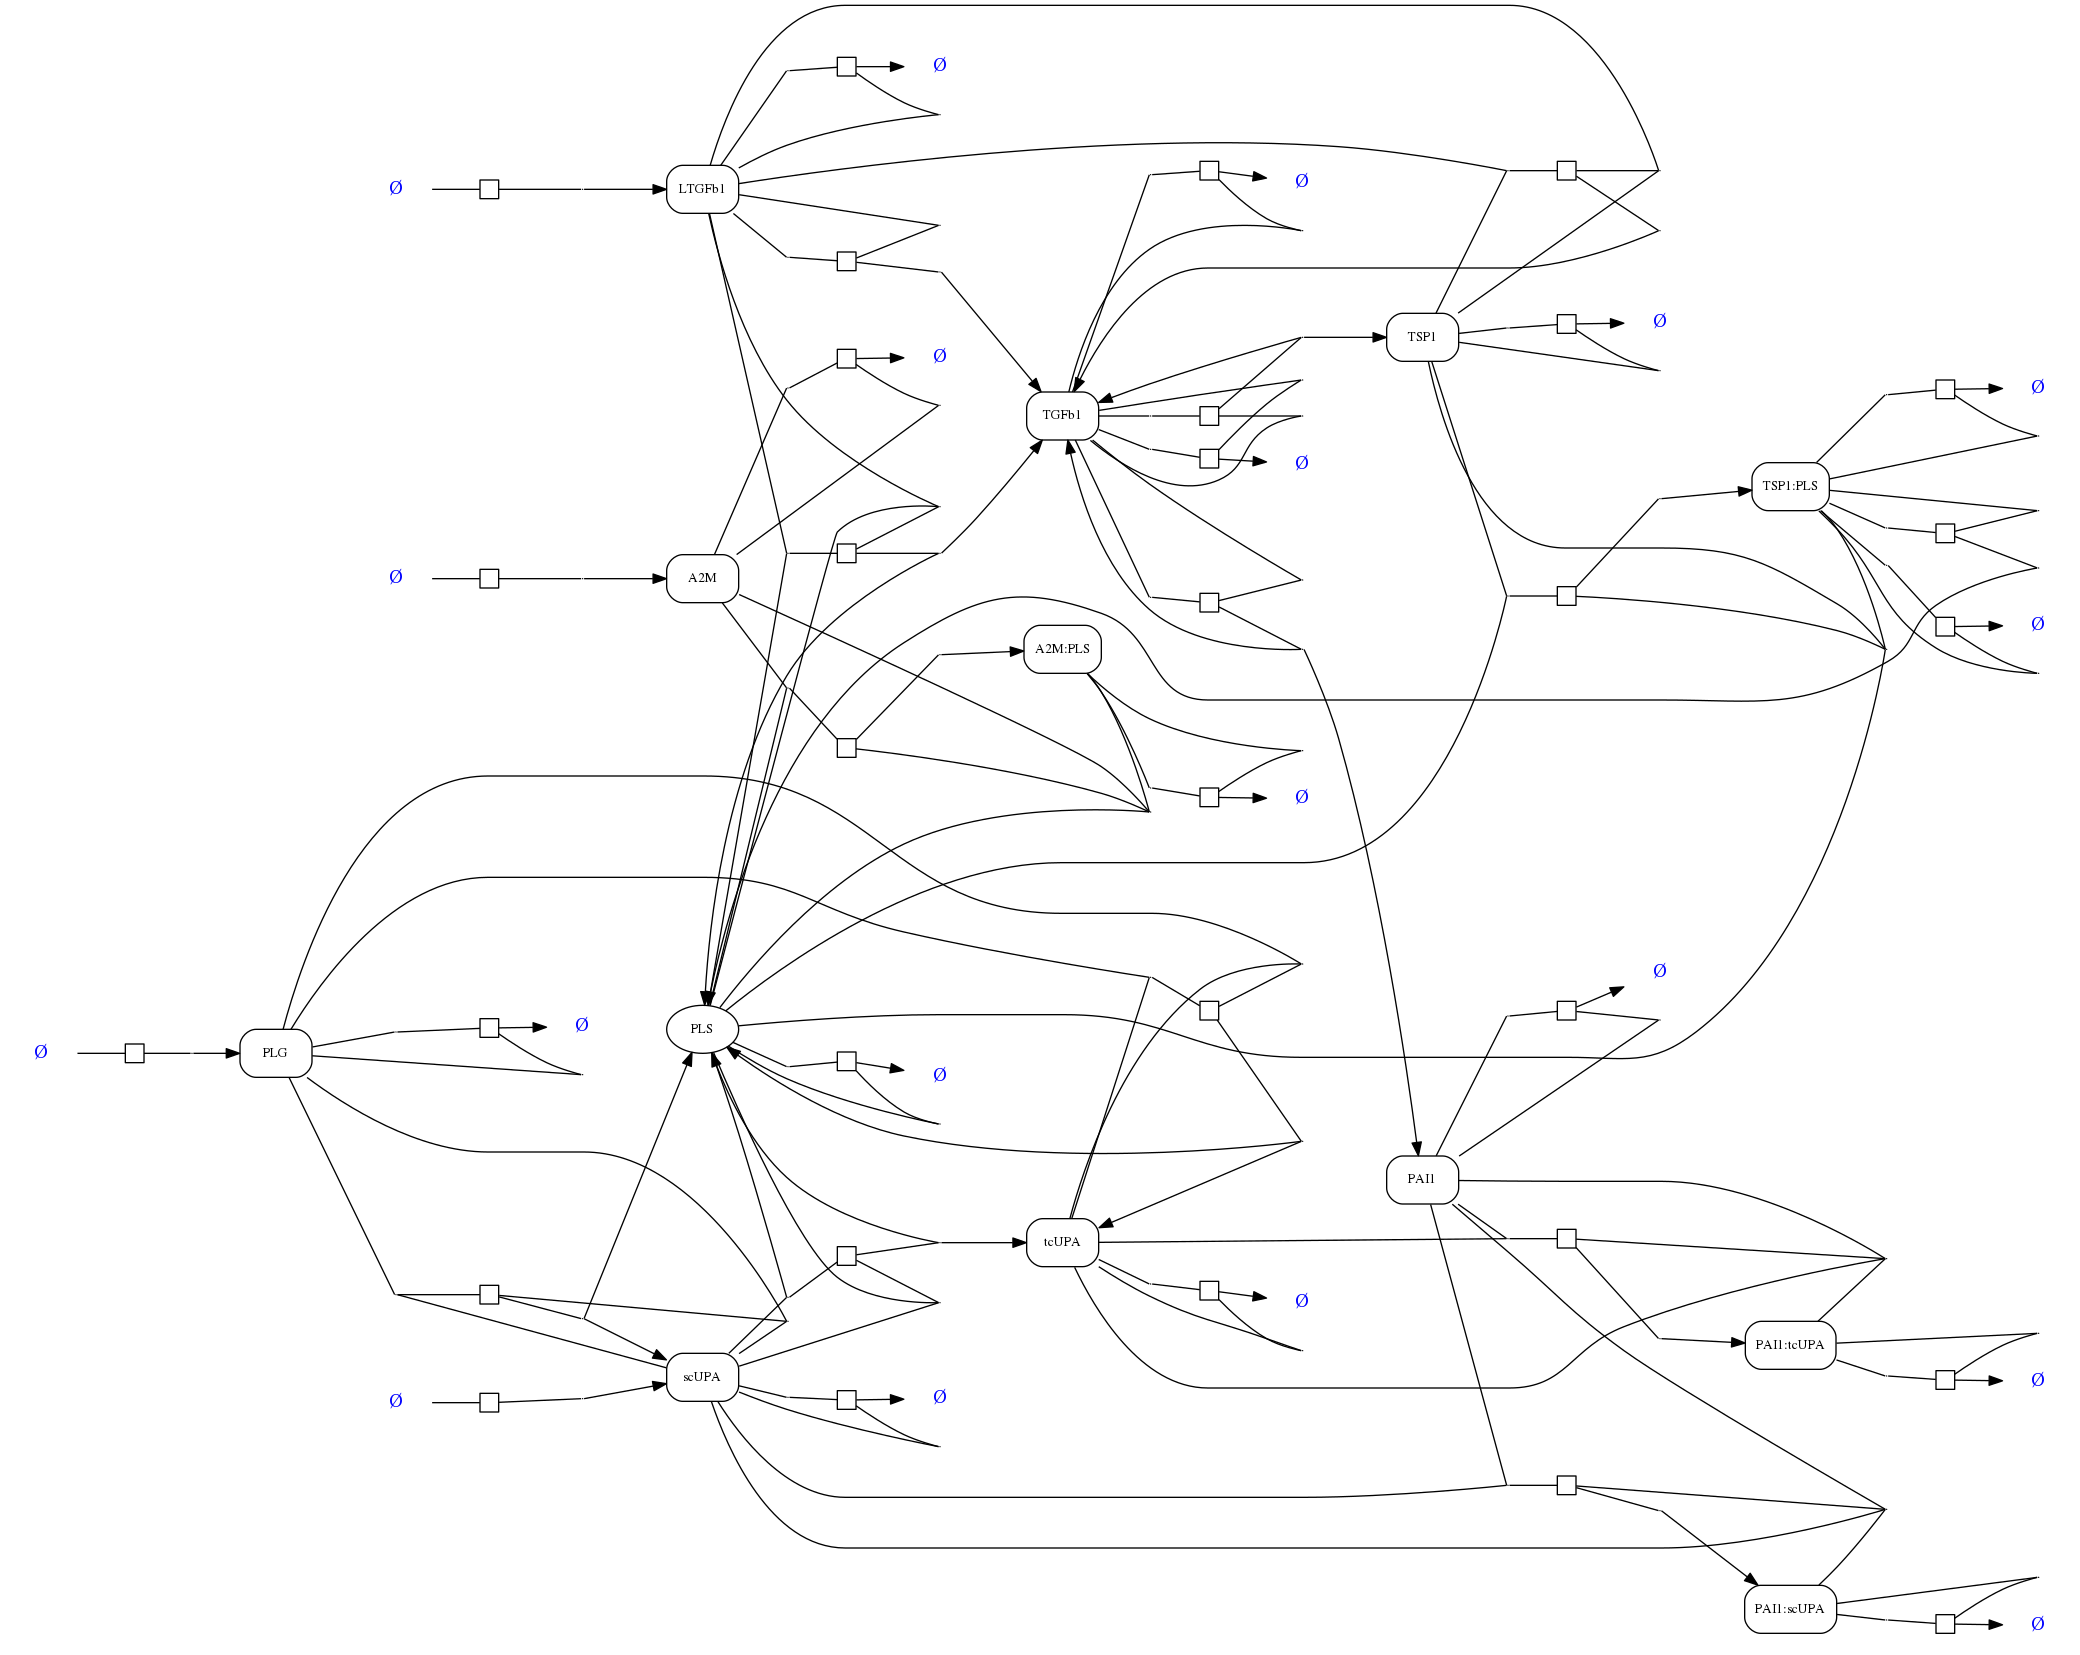 Ø
Ø
Ø
LTGFb1
Ø
TSP1
Ø
Ø
Ø
TGFb1
Ø
TSP1:PLS
Ø
A2M
Ø
A2M:PLS
Ø
Ø
PLS
Ø
PLG
Ø
Ø
Ø
PAI1
tcUPA
Ø
PAI1:tcUPA
Ø
scUPA
Ø
Ø
PAI1:scUPA
Ø